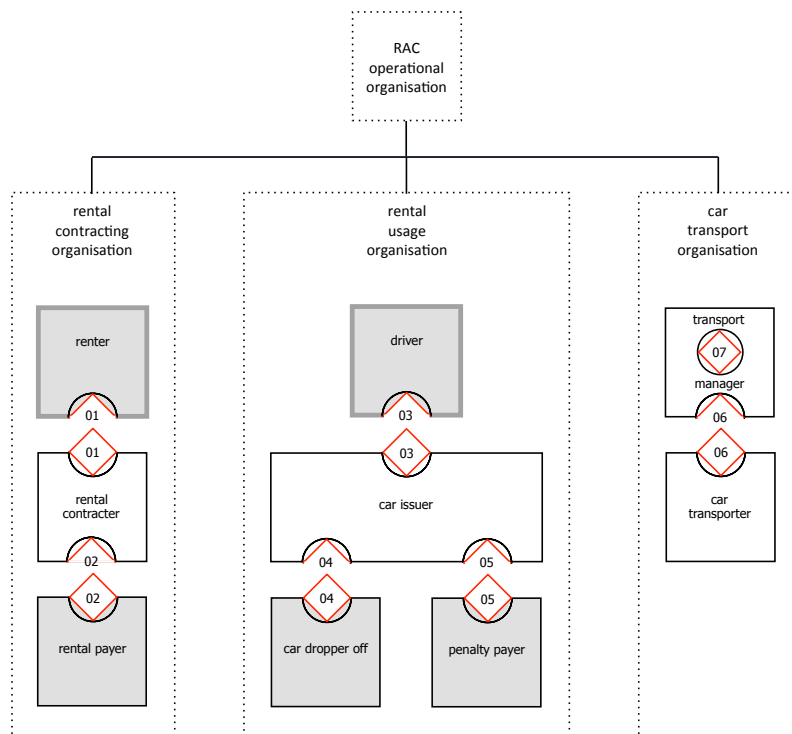 RAC
operational
organisation
rental
contracting
organisation
renter
01
01
rental
contracter
02
02
rental payer
rental
usage
organisation
driver
03
03
car issuer
04
05
04
05
car dropper off
penalty payer
car
transport
organisation
transport
07
manager
06
06
car
transporter